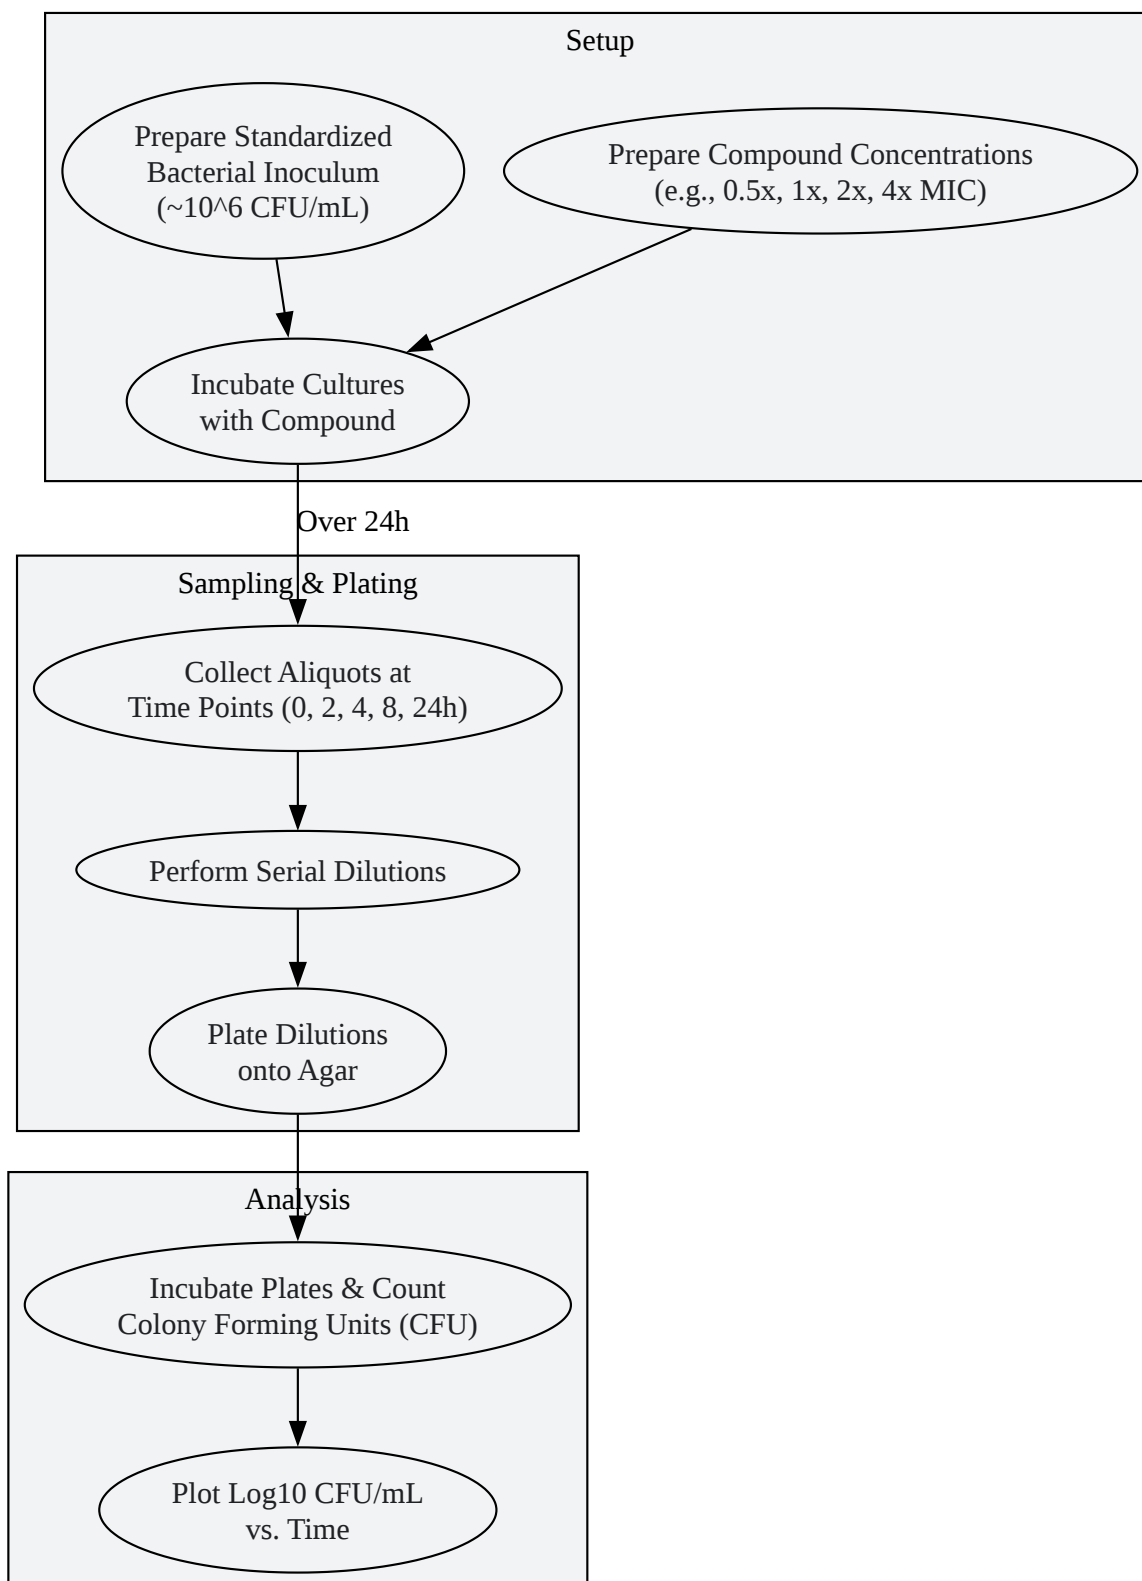 Setup
Prepare Standardized
Bacterial Inoculum
(~10^6 CFU/mL)
Prepare Compound Concentrations
(e.g., 0.5x, 1x, 2x, 4x MIC)
Incubate Cultures
with Compound
Over 24h
Sampling & Plating
Collect Aliquots at
Time Points (0, 2, 4, 8, 24h)
Perform Serial Dilutions
Plate Dilutions
onto Agar
Analysis
Incubate Plates & Count
Colony Forming Units (CFU)
Plot Log10 CFU/mL
vs. Time